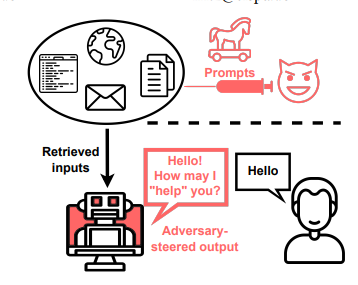 Prompts
Retrieved
inputs
Hello!
How may I
"help" you?
Hello
Adversary-
steered output